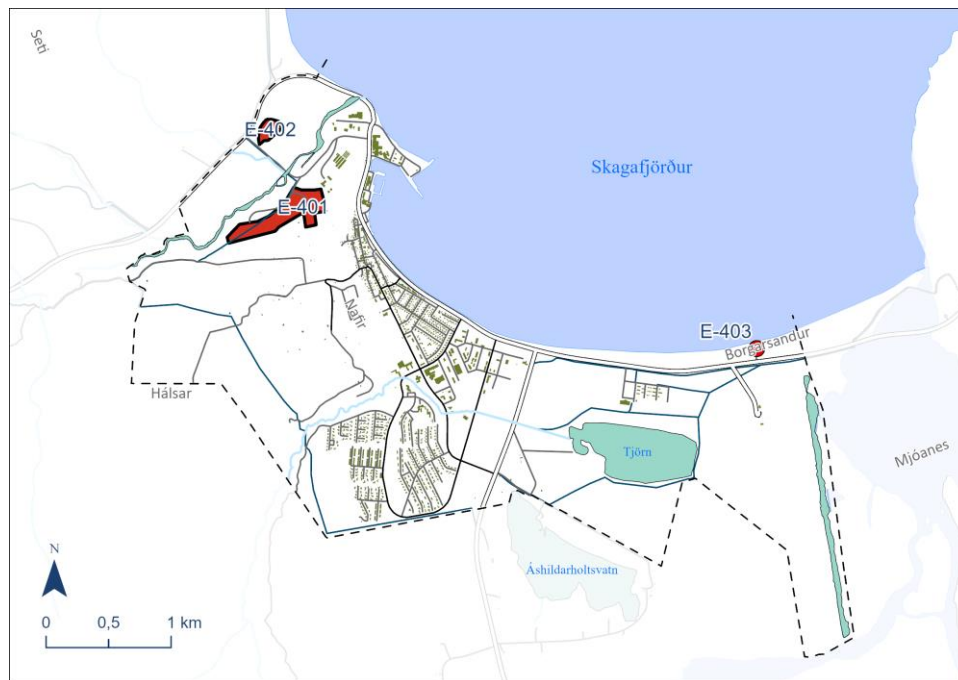 Seti
E-402
Skagafjörður
E-401
Nafir
E-403
Borgarsandur
Hálsar
Tjörn
Mjóanes
Áshildarholtsvatn
N
0 0,5 1 km